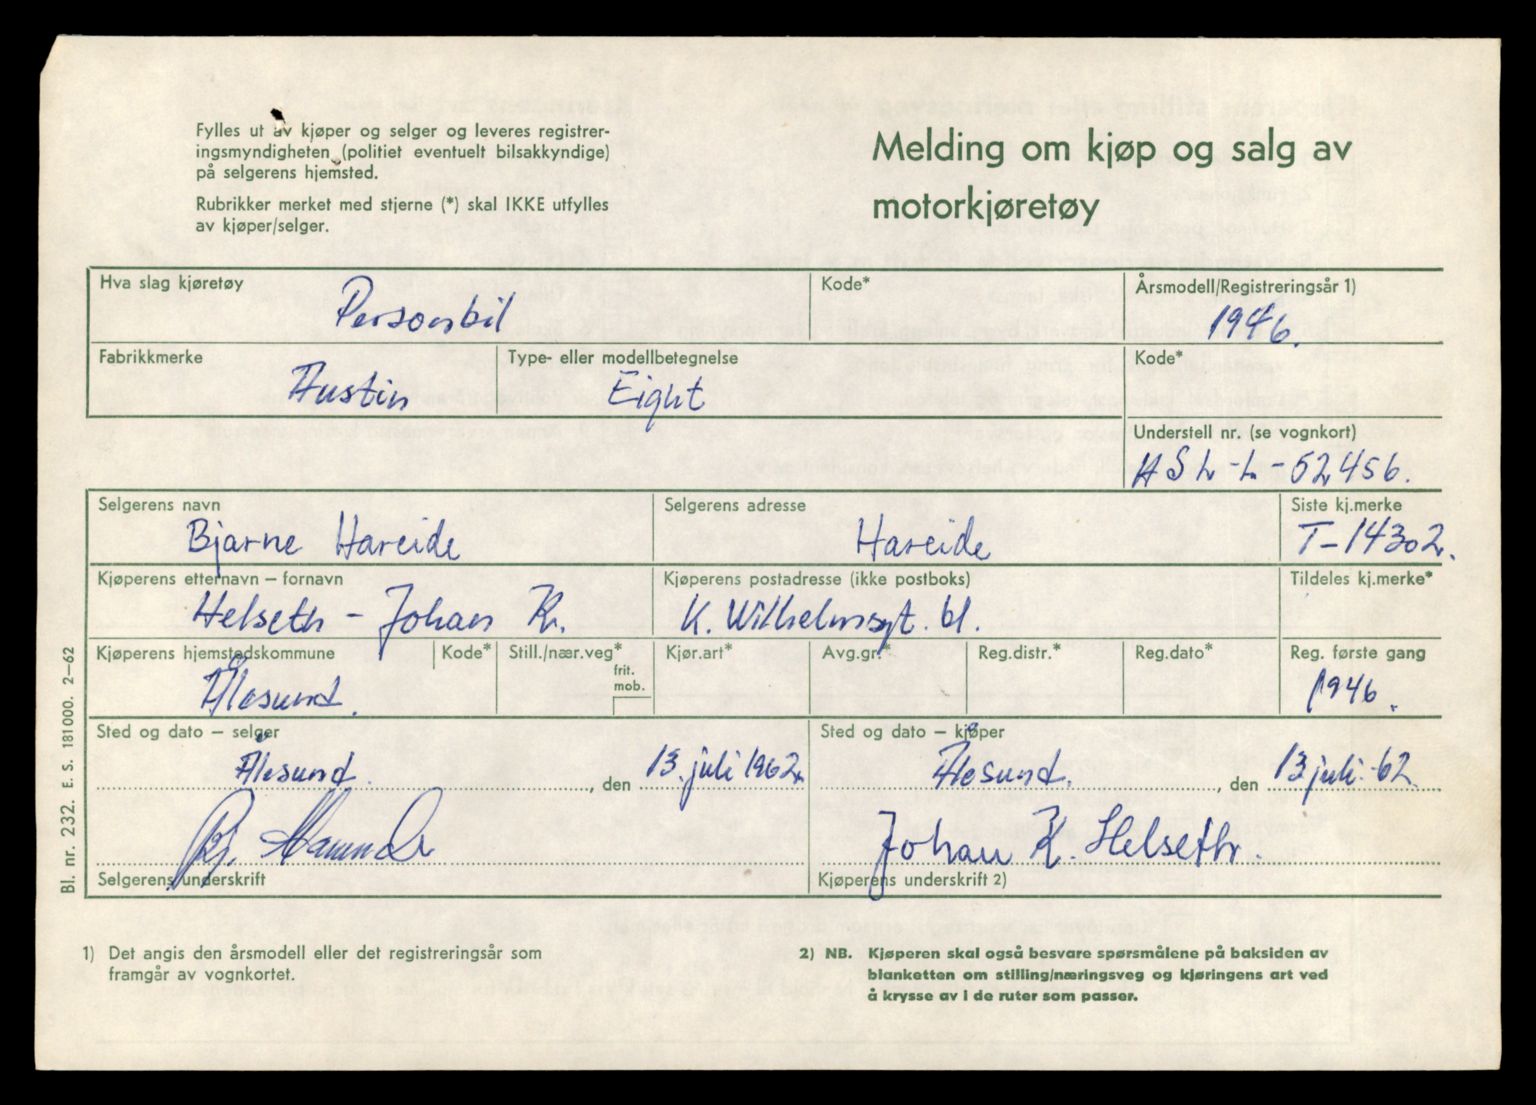 Fylles ut av kjøper og selger og leveres registrer-
ingsmyndigheten (politiet eventuelt bilsakkyndige)
på selgerens hjemsted.
Rubrikker merket med stjerne (*) skal IKKE utfylles
av kjøper/selger.
Melding om kjøp og salg av
motorkjøretøy
Hva slag kjøretøy
Personbil
Kode*
Årsmodell/Registreringsår 1)
1946.
Fabrikkmerke
Austin
Type- eller modellbetegnelse
Eight
Kode*
Understell nr. (se vognkort)
ASL-L-52456.
Selgerens navn
Bjarne Hareide
Selgerens adresse
Hareide
Siste kj.merke
T-14302.
Kjøperens etternavn – fornavn
Helseth - Johan Kr.
Kjøperens postadresse (ikke postboks)
K. Wilhelmsgt. bl.
Tildeles kj.merke*
Kjøperens hjemstedskommune
Ålesund.
Kode*
Still./nær.veg*
frit.
mob.
Kjør.art*
Avg.gr.*
Reg.distr.*
Reg.dato*
Reg. første gang
1946.
Sted og dato – selger
Ålesund. , den 13. juli 1962.
Sted og dato – kjøper
Ålesund. , den 13 juli -62.
Bj.
Selgerens underskrift
Johan K. Helseth.
Kjøperens underskrift 2)
Bl. nr. 232. E. S. 181000. 2–62
1) Det angis den årsmodell eller det registreringsår som
framgår av vognkortet.
2) NB. Kjøperen skal også besvare spørsmålene på baksiden av
blanketten om stilling/næringsveg og kjøringens art ved
å krysse av i de ruter som passer.